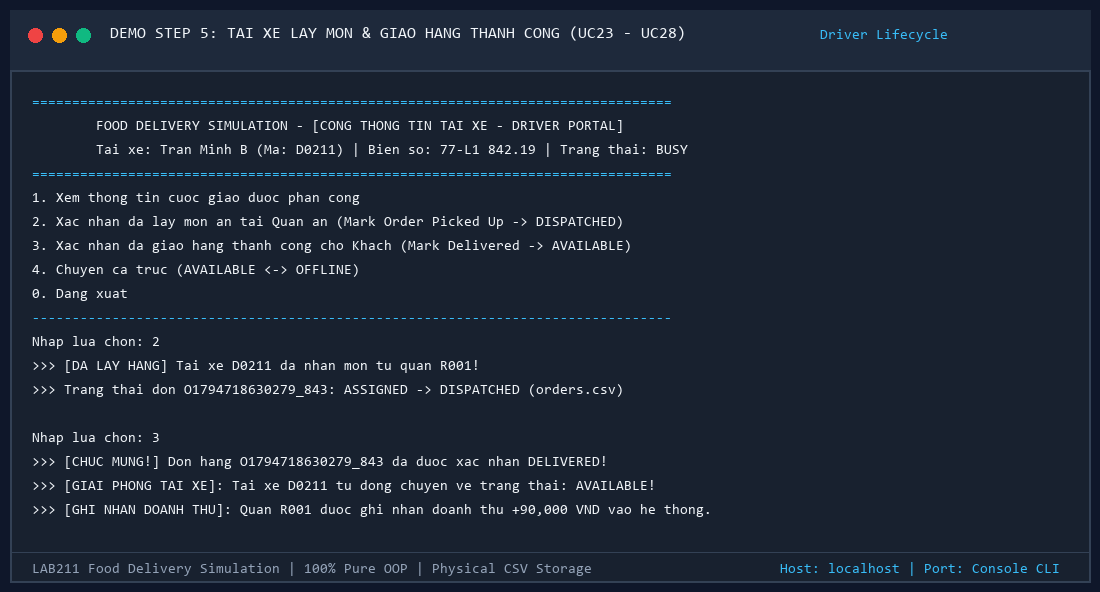 DEMO STEP 5: TAI XE LAY MON & GIAO HANG THANH CONG (UC23 - UC28)
Driver Lifecycle
================================================================================
FOOD DELIVERY SIMULATION - [CONG THONG TIN TAI XE - DRIVER PORTAL]
Tai xe: Tran Minh B (Ma: D0211) | Bien so: 77-L1 842.19 | Trang thai: BUSY
================================================================================
1. Xem thong tin cuoc giao duoc phan cong
2. Xac nhan da lay mon an tai Quan an (Mark Order Picked Up -> DISPATCHED)
3. Xac nhan da giao hang thanh cong cho Khach (Mark Delivered -> AVAILABLE)
4. Chuyen ca truc (AVAILABLE <-> OFFLINE)
0. Dang xuat
--------------------------------------------------------------------------------
Nhap lua chon: 2
>>> [DA LAY HANG] Tai xe D0211 da nhan mon tu quan R001!
>>> Trang thai don O1794718630279_843: ASSIGNED -> DISPATCHED (orders.csv)
Nhap lua chon: 3
>>> [CHUC MUNG!] Don hang O1794718630279_843 da duoc xac nhan DELIVERED!
>>> [GIAI PHONG TAI XE]: Tai xe D0211 tu dong chuyen ve trang thai: AVAILABLE!
>>> [GHI NHAN DOANH THU]: Quan R001 duoc ghi nhan doanh thu +90,000 VND vao he thong.
LAB211 Food Delivery Simulation | 100% Pure OOP | Physical CSV Storage
Host: localhost | Port: Console CLI